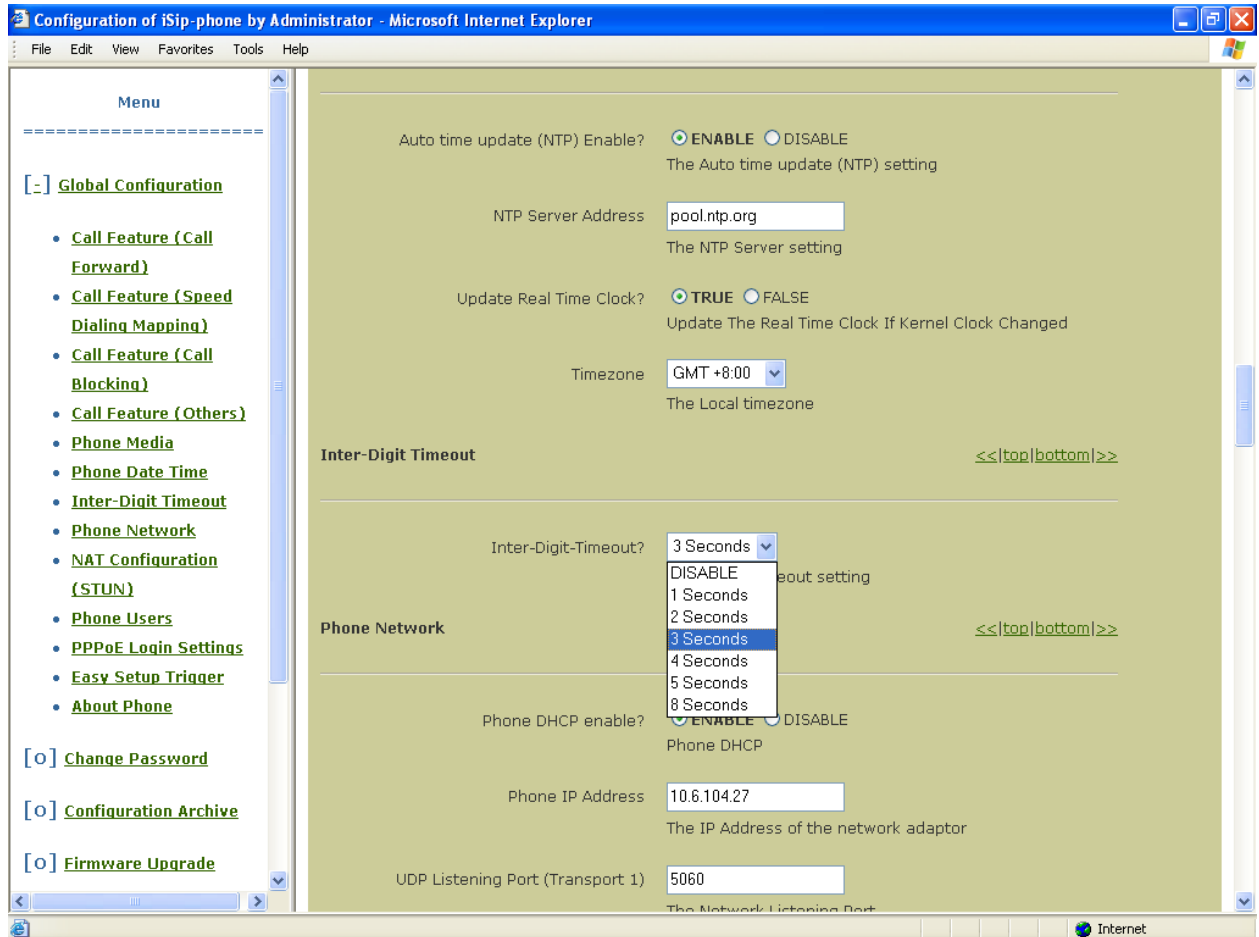 Configuration of iSip-phone by Administrator - Microsoft Internet Explorer
File Edit View Favorites Tools Help
Menu
========================
[-] Global Configuration
• Call Feature (Call
Forward)
• Call Feature (Speed
Dialing Mapping)
• Call Feature (Call
Blocking)
• Call Feature (Others)
• Phone Media
• Phone Date Time
• Inter-Digit Timeout
• Phone Network
• NAT Configuration
(STUN)
• Phone Users
• PPPoE Login Settings
• Easy Setup Trigger
• About Phone
[o] Change Password
[o] Configuration Archive
[o] Firmware Upgrade
Auto time update (NTP) Enable? ENABLE DISABLE
The Auto time update (NTP) setting
NTP Server Address pool.ntp.org
The NTP Server setting
Update Real Time Clock? TRUE FALSE
Update The Real Time Clock If Kernel Clock Changed
Timezone GMT +8:00
The Local timezone
Inter-Digit Timeout <<|top|bottom|>>
Inter-Digit-Timeout? 3 Seconds
DISABLE
eout setting
1 Seconds
2 Seconds
Phone Network <<|top|bottom|>>
3 Seconds
4 Seconds
5 Seconds
8 Seconds
Phone DHCP enable? ENABLE DISABLE
Phone DHCP
Phone IP Address 10.6.104.27
The IP Address of the network adaptor
UDP Listening Port (Transport 1) 5060
The Network Listening Port
Internet